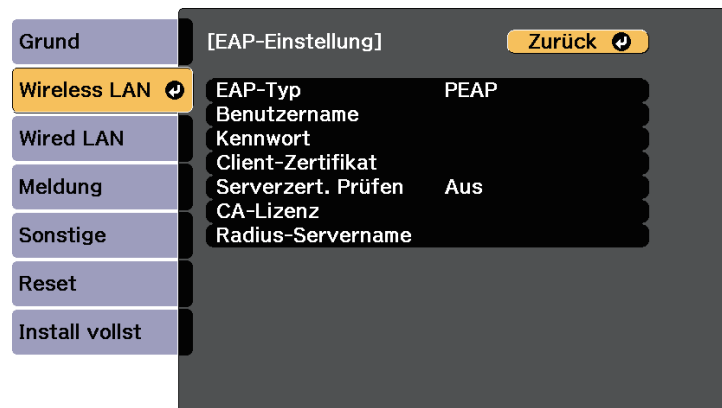 Grund
Wireless LAN
Wired LAN
Meldung
Sonstige
Reset
Install vollst
[EAP-Einstellung] Zurück
EAP-Typ PEAP
Benutzername
Kennwort
Client-Zertifikat
Serverzert. Prüfen Aus
CA-Lizenz
Radius-Servername